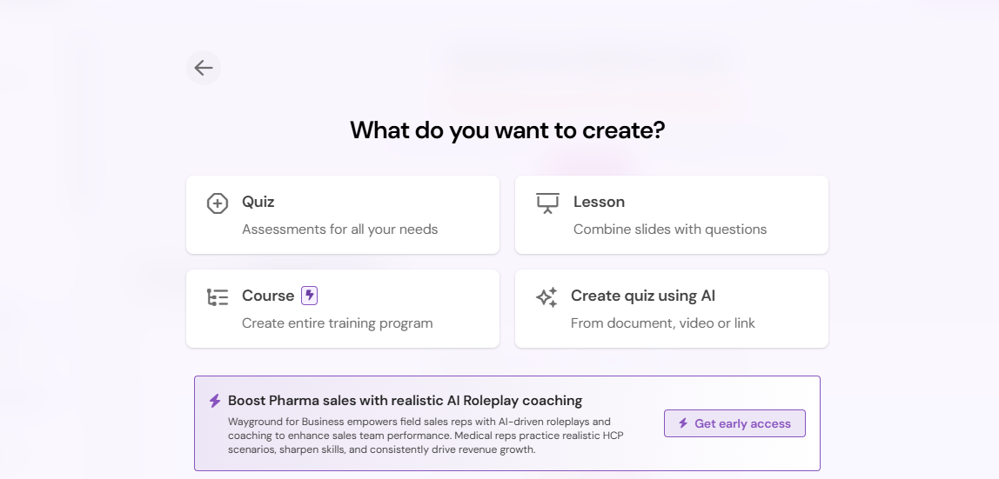 What do you want to create?
Quiz
Assessments for all your needs
Lesson
Combine slides with questions
Course
Create entire training program
Create quiz using AI
From document, video or link
Boost Pharma sales with realistic AI Roleplay coaching
Wayground for Business empowers field sales reps with AI-driven roleplays and
coaching to enhance sales team performance. Medical reps practice realistic HCP
scenarios, sharpen skills, and consistently drive revenue growth.
Get early access